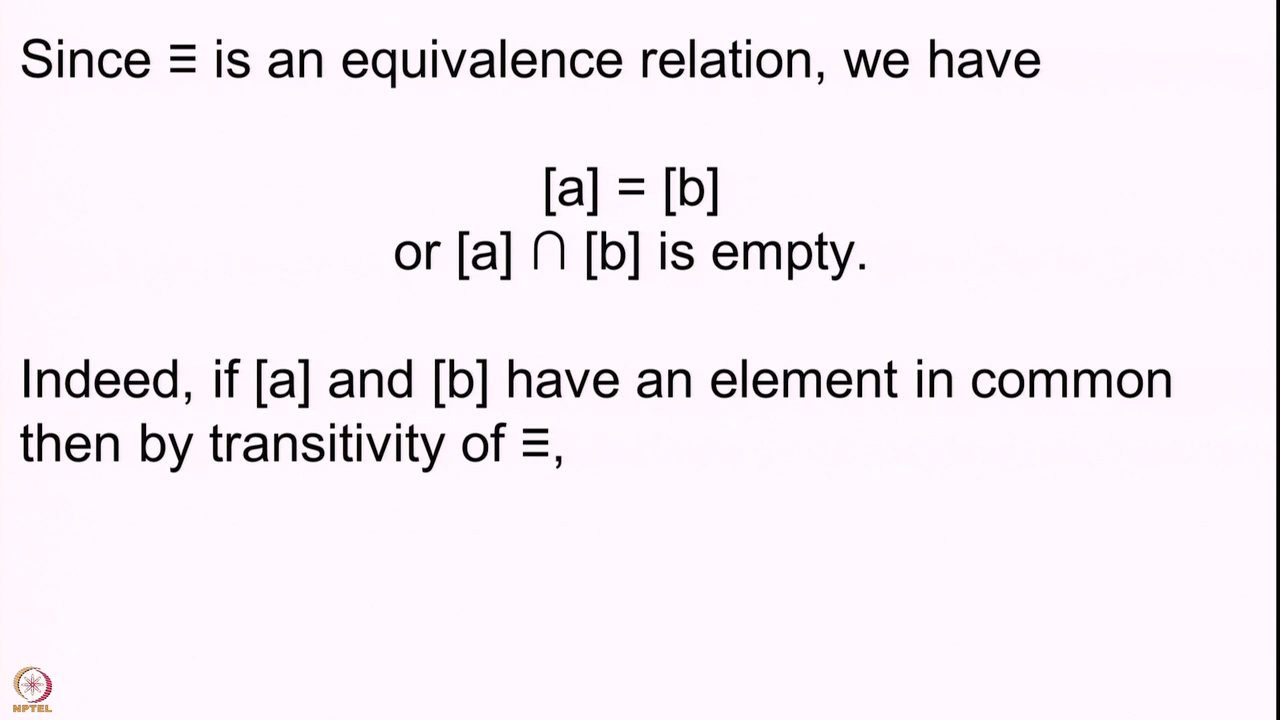 Since ≡ is an equivalence relation, we have
[a] = [b]
or [a] ∩ [b] is empty.
Indeed, if [a] and [b] have an element in common
then by transitivity of ≡,
NPTEL